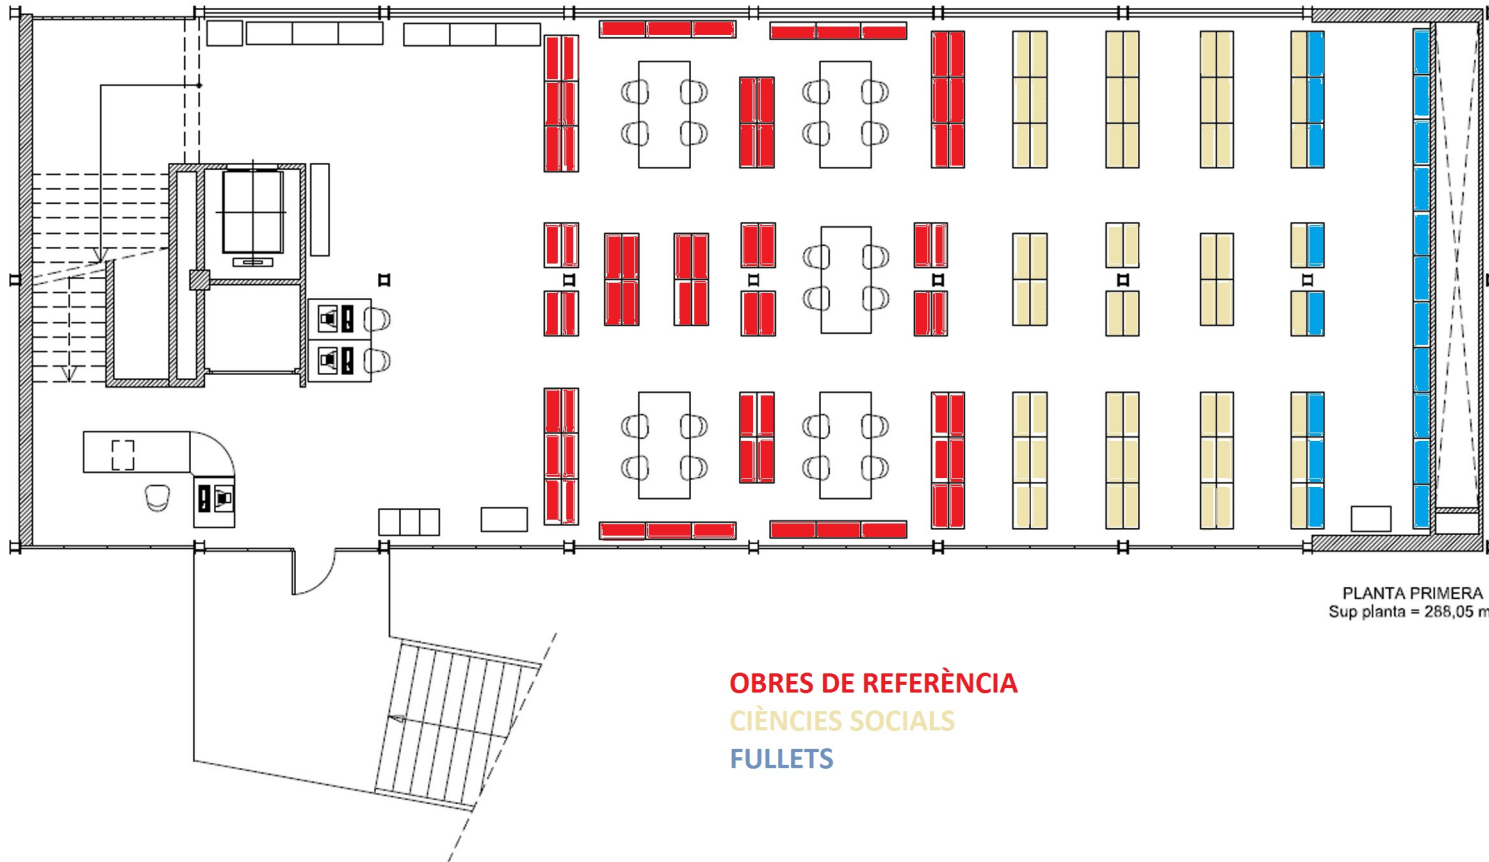 PLANTA PRIMERA
Sup planta = 288,05 m
OBRES DE REFERÈNCIA
CIÈNCIES SOCIALS
FULLETS